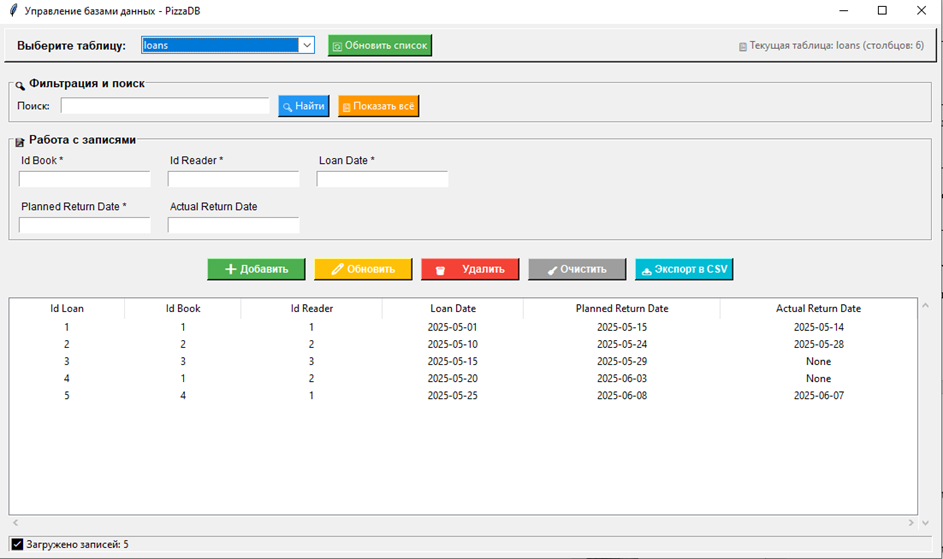 Управление базами данных - PizzaDB
Выберите таблицу: loans Обновить список Текущая таблица: loans (столбцов: 6)
Фильтрация и поиск
Поиск: Найти Показать всё
Работа с записями
Id Book * Id Reader * Loan Date *
Planned Return Date * Actual Return Date
Добавить Обновить Удалить Очистить Экспорт в CSV
Id Loan Id Book Id Reader Loan Date Planned Return Date Actual Return Date
1 1 1 2025-05-01 2025-05-15 2025-05-14
2 2 2 2025-05-10 2025-05-24 2025-05-28
3 3 3 2025-05-15 2025-05-29 None
4 1 2 2025-05-20 2025-06-03 None
5 4 1 2025-05-25 2025-06-08 2025-06-07
Загружено записей: 5